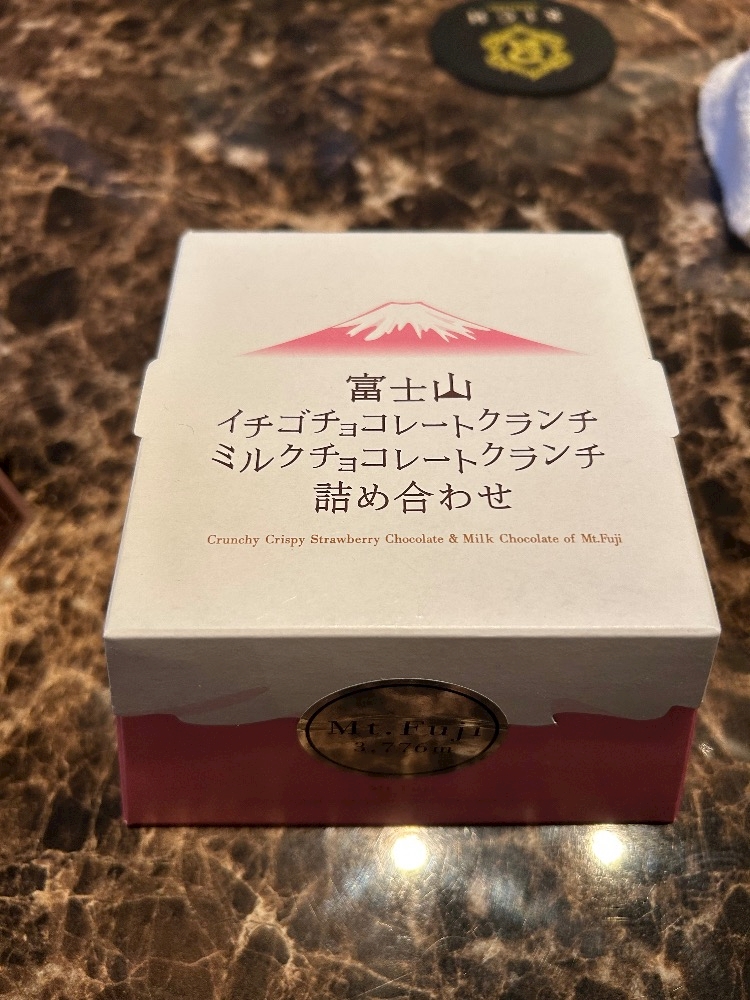 RICH
富士山
イチゴチョコレートクランチ
ミルクチョコレートクランチ
詰め合わせ
Crunchy Crispy Strawberry Chocolate & Milk Chocolate of Mt.Fuji
Mt.Fuji
3,776m